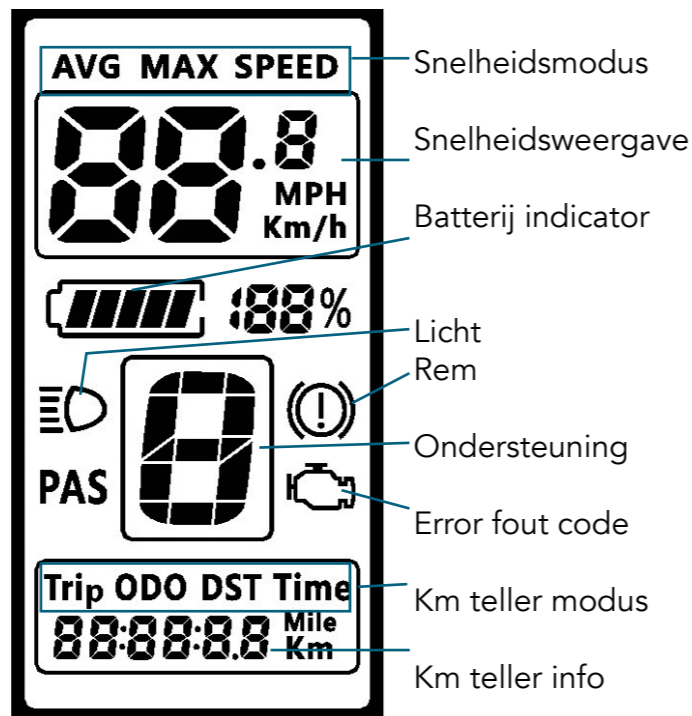 AVG MAX SPEED
Snelheidsmodus
88.8
Snelheidsweergave
MPH
Km/h
Batterij indicator
188%
Licht
Rem
8
Ondersteuning
PAS
Error fout code
Trip ODO DST Time
Km teller modus
88:88:8.8
Mile
Km
Km teller info